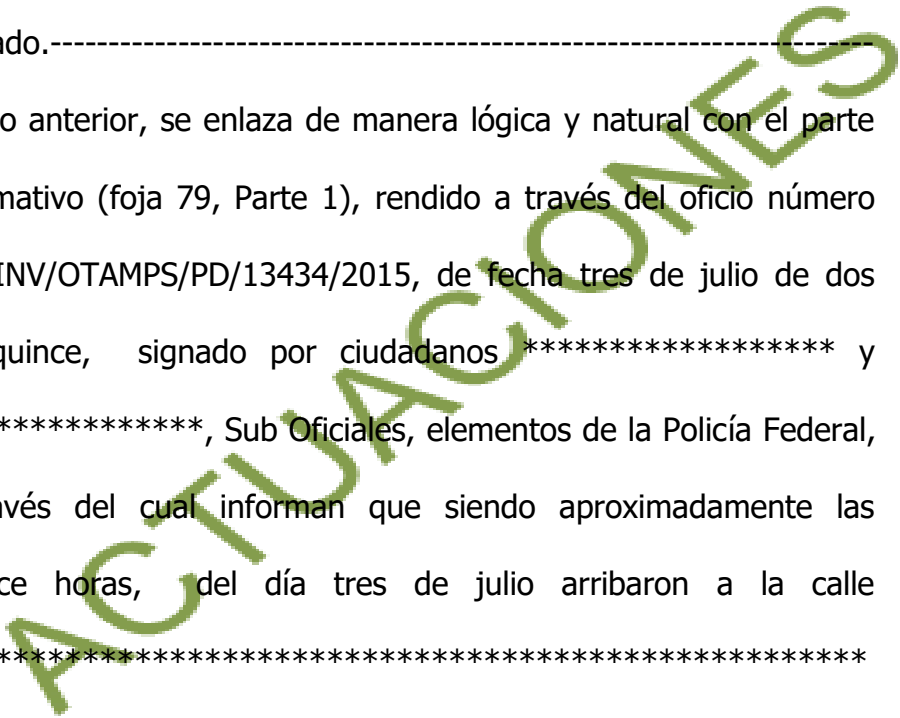 ado.-----------------------------------------------------------------------
o anterior, se enlaza de manera lógica y natural con el parte
mativo (foja 79, Parte 1), rendido a través del oficio número
INV/OTAMPS/PD/13434/2015, de fecha tres de julio de dos
quince, signado por ciudadanos ****************** y
************, Sub Oficiales, elementos de la Policía Federal,
avés del cual informan que siendo aproximadamente las
ce horas, del día tres de julio arribaron a la calle
**************************************************
ACTUACIONES